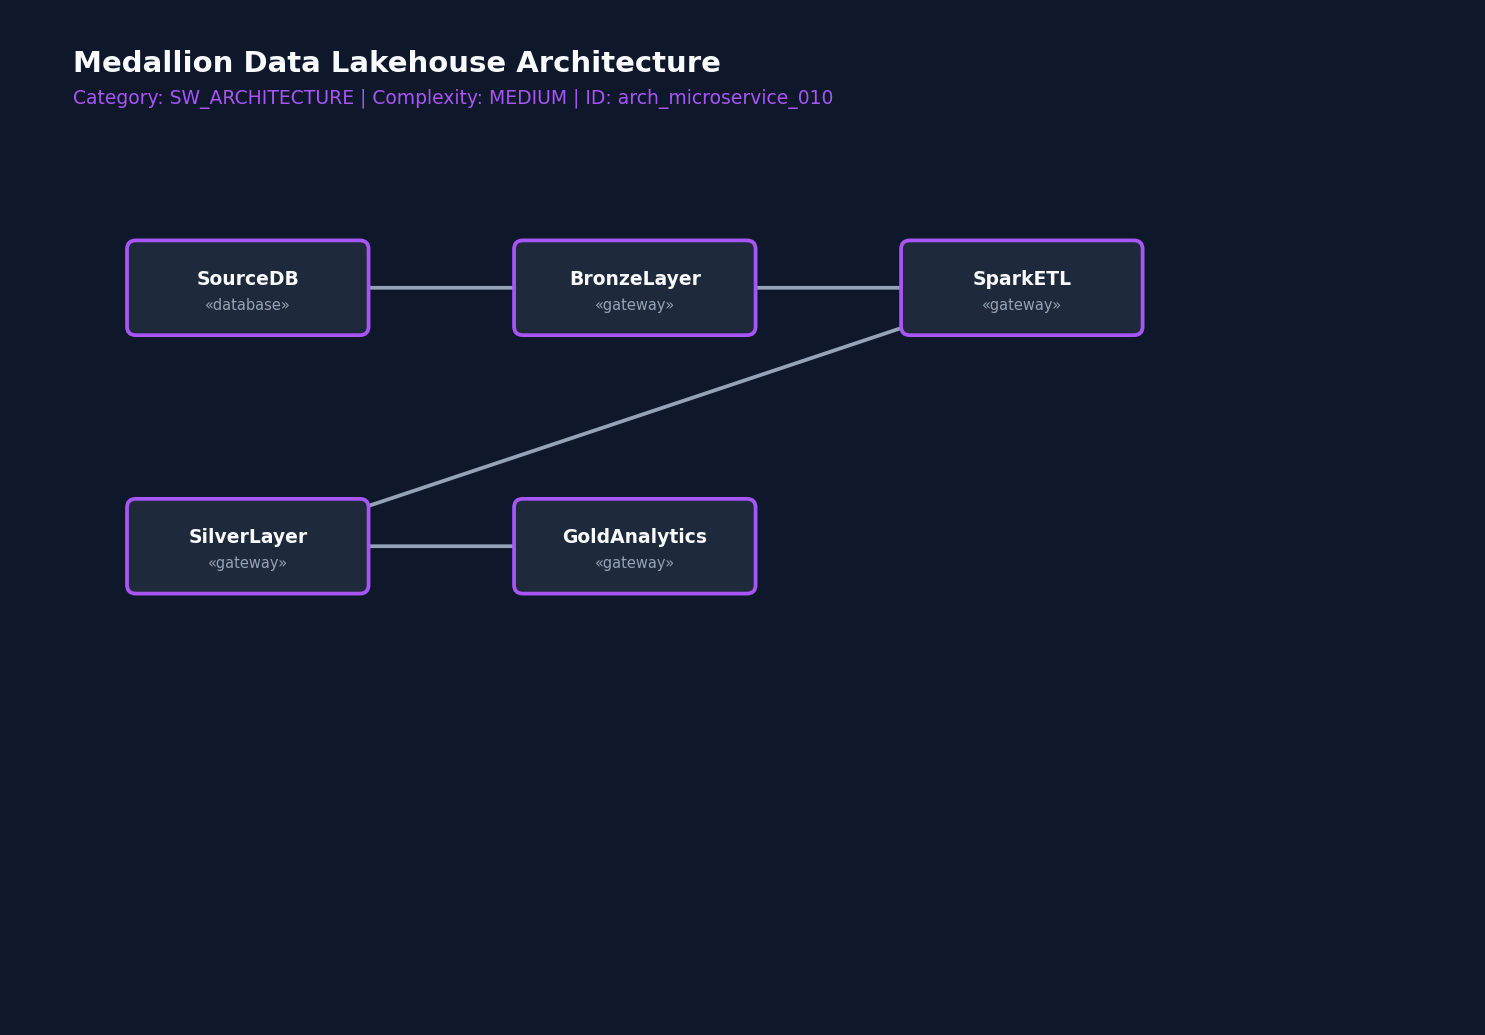 Medallion Data Lakehouse Architecture
Category: SW_ARCHITECTURE | Complexity: MEDIUM | ID: arch_microservice_010
SourceDB
«database»
BronzeLayer
«gateway»
SparkETL
«gateway»
SilverLayer
«gateway»
GoldAnalytics
«gateway»